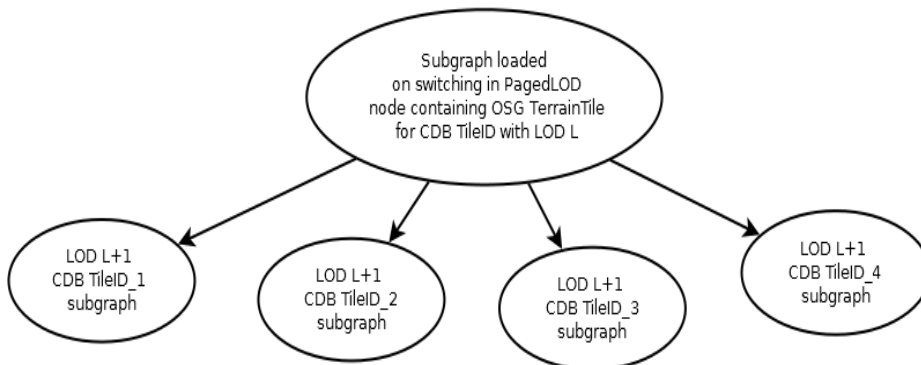 Subgraph loaded
on switching in PagedLOD
node containing OSG TerrainTile
for CDB TileID with LOD L
LOD L+1
CDB TileID_1
subgraph
LOD L+1
CDB TileID_2
subgraph
LOD L+1
CDB TileID_3
subgraph
LOD L+1
CDB TileID_4
subgraph